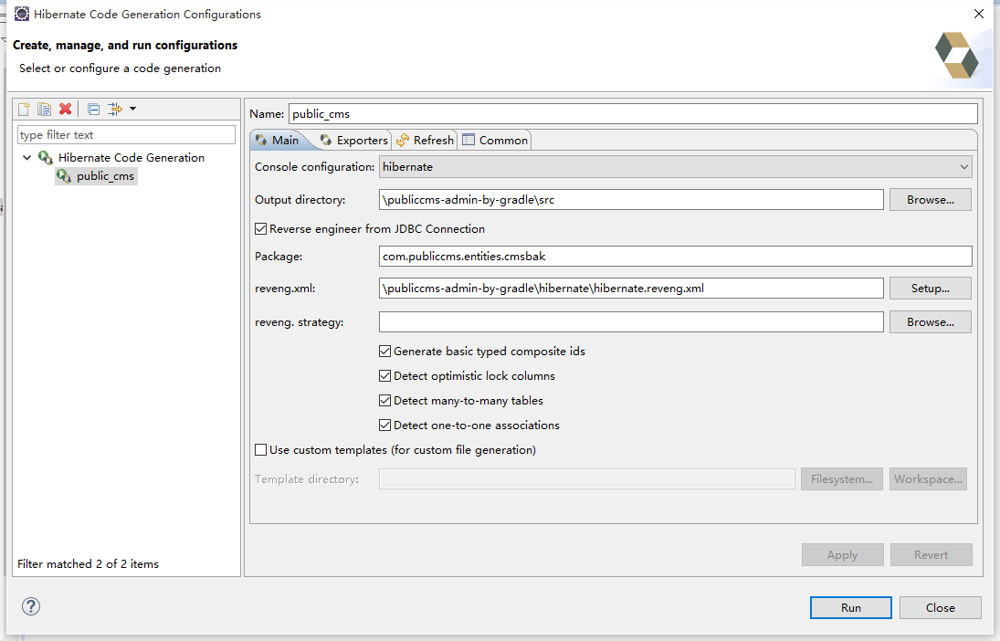 Hibernate Code Generation Configurations
Create, manage, and run configurations
Select or configure a code generation
type filter text
Hibernate Code Generation
public_cms
Filter matched 2 of 2 items
Name: public_cms
Main Exporters Refresh Common
Console configuration: hibernate
Output directory: \publiccms-admin-by-gradle\src Browse...
Reverse engineer from JDBC Connection
Package: com.publiccms.entities.cmsbak
reveng.xml: \publiccms-admin-by-gradle\hibernate\hibernate.reveng.xml Setup...
reveng. strategy: Browse...
Generate basic typed composite ids
Detect optimistic lock columns
Detect many-to-many tables
Detect one-to-one associations
Use custom templates (for custom file generation)
Template directory: Filesystem... Workspace...
Apply Revert
? Run Close